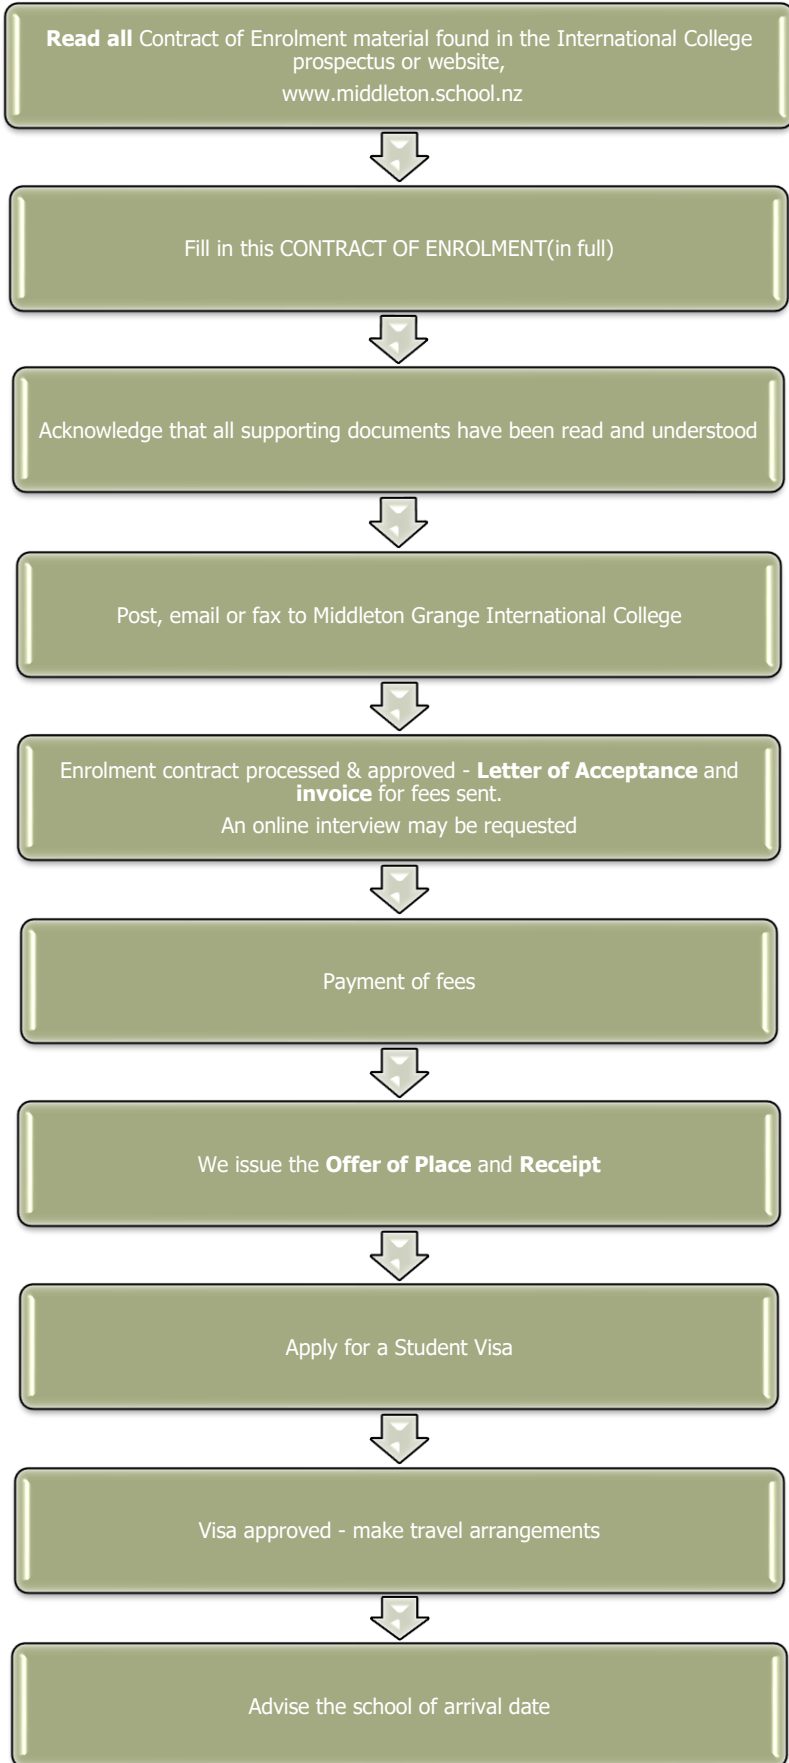 Read all Contract of Enrolment material found in the International College
prospectus or website,
www.middleton.school.nz
Fill in this CONTRACT OF ENROLMENT(in full)
Acknowledge that all supporting documents have been read and understood
Post, email or fax to Middleton Grange International College
Enrolment contract processed & approved - Letter of Acceptance and
invoice for fees sent.
An online interview may be requested
Payment of fees
We issue the Offer of Place and Receipt
Apply for a Student Visa
Visa approved - make travel arrangements
Advise the school of arrival date